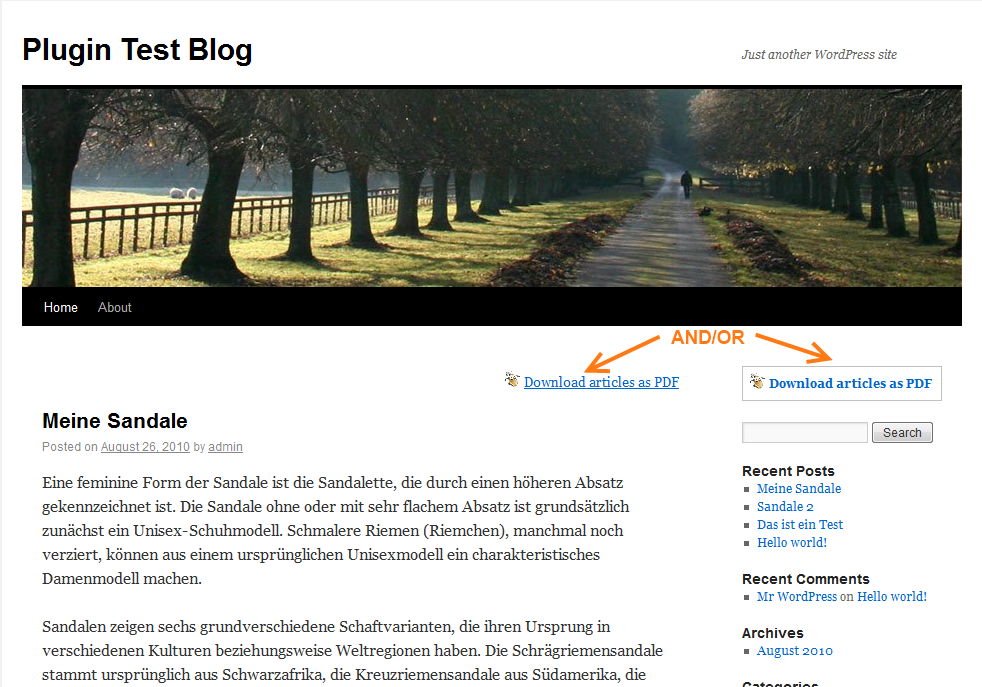 Plugin Test Blog
Just another WordPress site
Home About
AND/OR
Download articles as PDF
Meine Sandale
Posted on August 26, 2010 by admin
Eine feminine Form der Sandale ist die Sandalette, die durch einen höheren Absatz
gekennzeichnet ist. Die Sandale ohne oder mit sehr flachem Absatz ist grundsätzlich
zunächst ein Unisex-Schuhmodell. Schmalere Riemen (Riemchen), manchmal noch
verziert, können aus einem ursprünglichen Unisexmodell ein charakteristisches
Damenmodell machen.
Sandalen zeigen sechs grundverschiedene Schaftvarianten, die ihren Ursprung in
verschiedenen Kulturen beziehungsweise Weltregionen haben. Die Schrägriemensandale
stammt ursprünglich aus Schwarzafrika, die Kreuzriemensandale aus Südamerika, die
Download articles as PDF
Search
Recent Posts
Meine Sandale
Sandale 2
Das ist ein Test
Hello world!
Recent Comments
Mr WordPress on Hello world!
Archives
August 2010
Categories